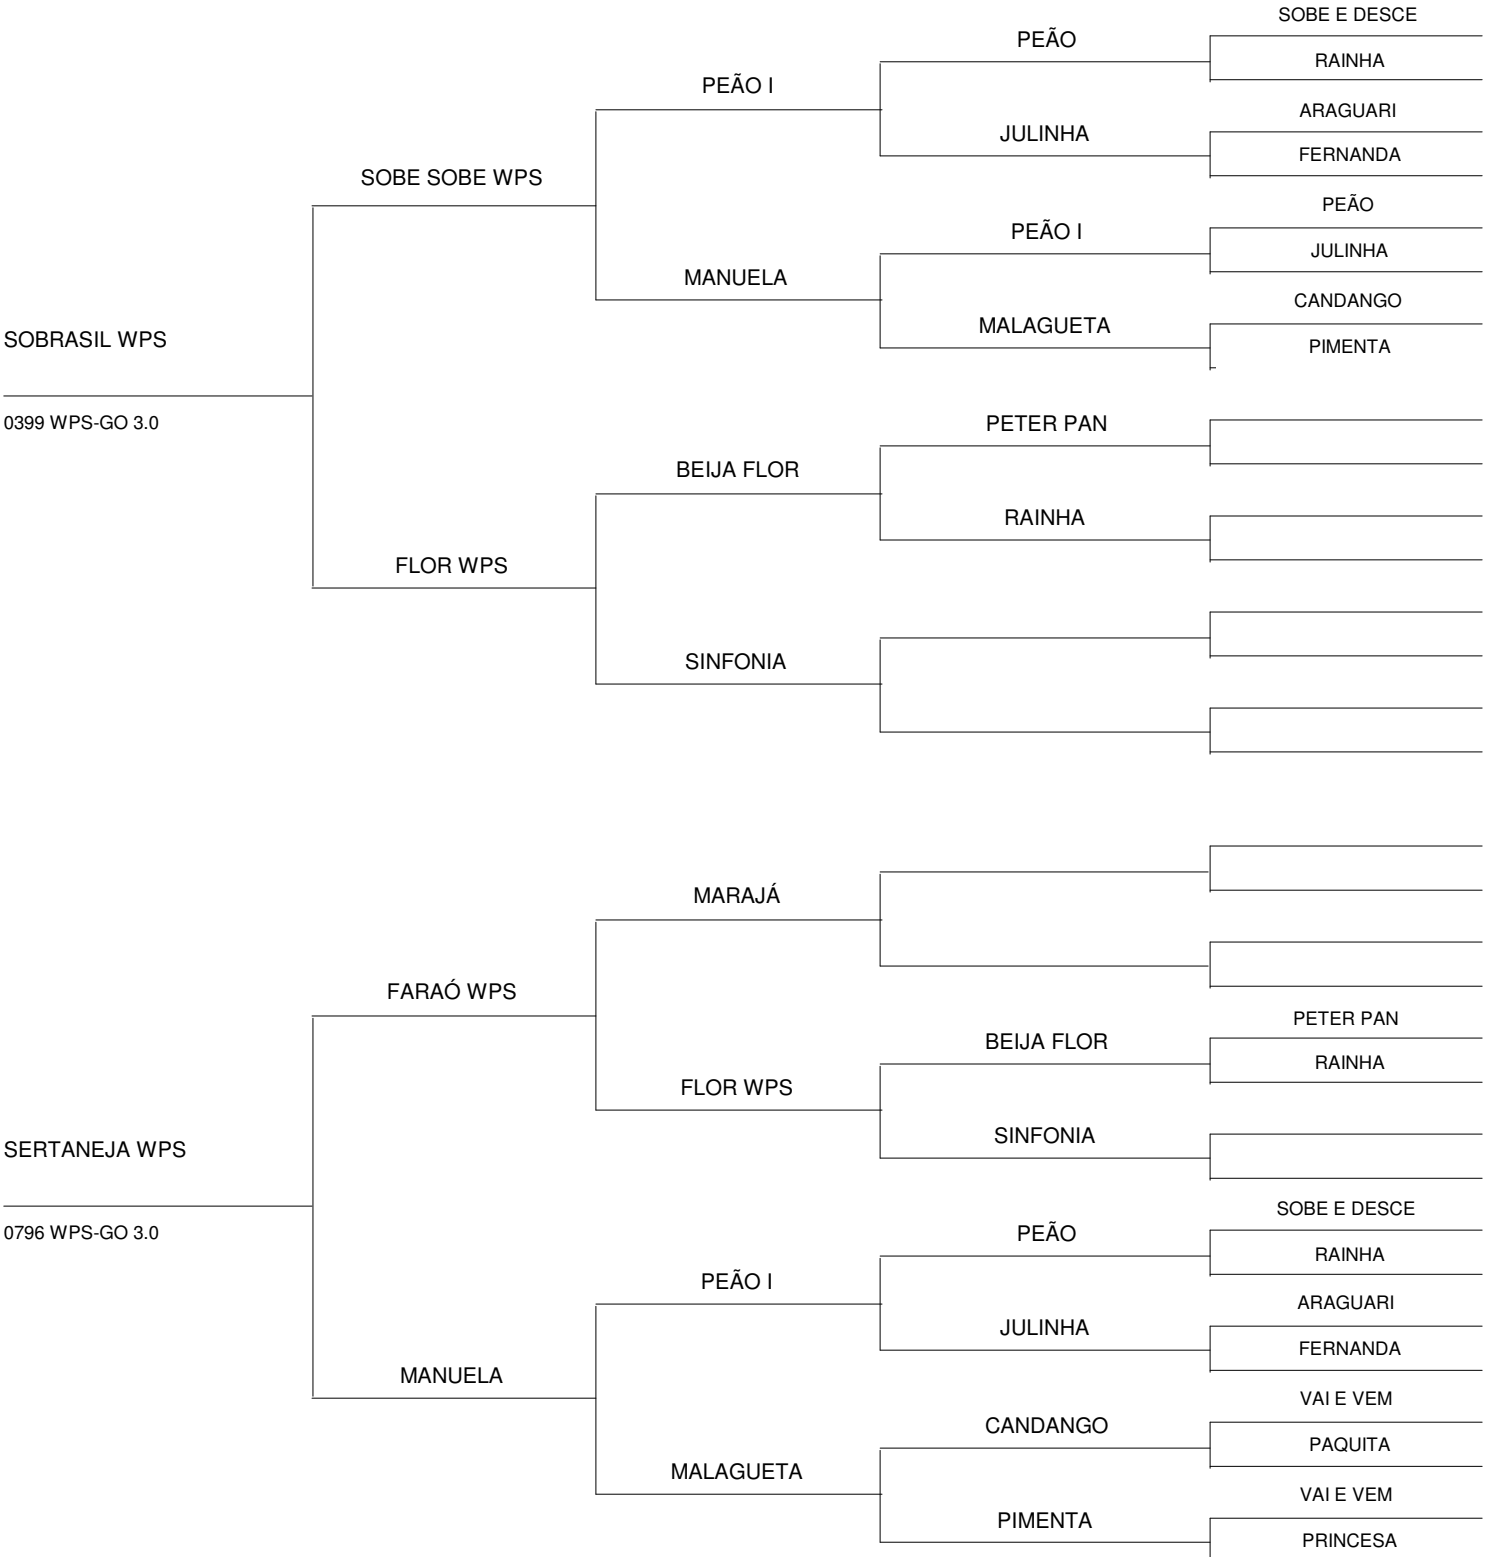 SOBE E DESCE
PEÃO
RAINHA
PEÃO I
ARAGUARI
JULINHA
FERNANDA
SOBE SOBE WPS
PEÃO
PEÃO I
JULINHA
MANUELA
CANDANGO
MALAGUETA
SOBRASIL WPS
PIMENTA
0399 WPS-GO 3.0
PETER PAN
BEIJA FLOR
RAINHA
FLOR WPS
SINFONIA
MARAJÁ
FARAÓ WPS
PETER PAN
BEIJA FLOR
RAINHA
FLOR WPS
SINFONIA
SERTANEJA WPS
SOBE E DESCE
0796 WPS-GO 3.0
PEÃO
RAINHA
PEÃO I
ARAGUARI
JULINHA
FERNANDA
MANUELA
VAI E VEM
CANDANGO
PAQUITA
MALAGUETA
VAI E VEM
PIMENTA
PRINCESA